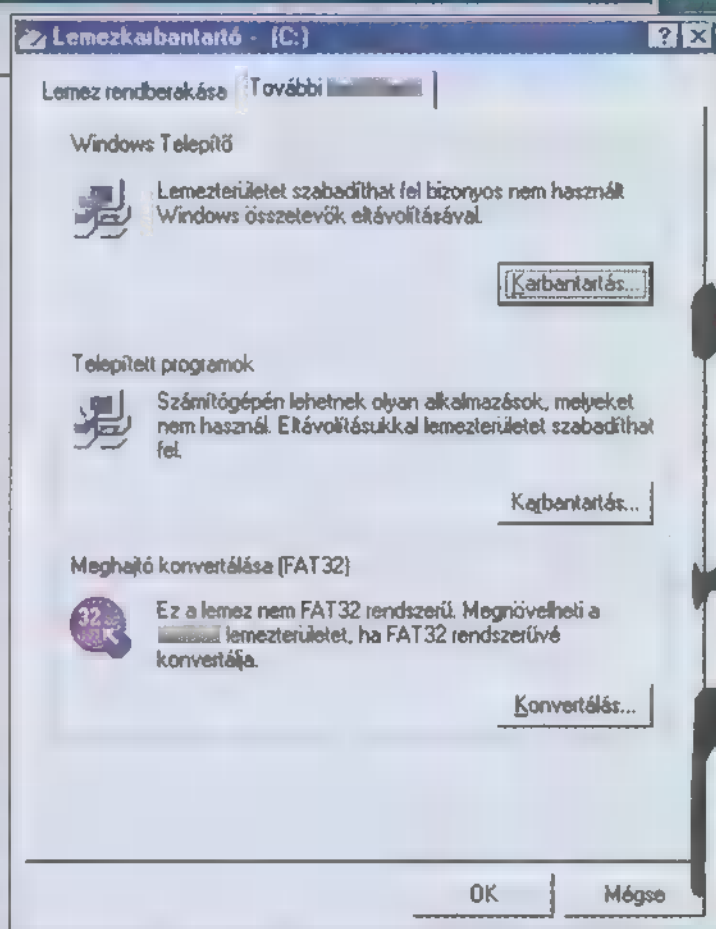 Lemezkarbantartó - (C:)
Lemez rendberakása
További
Windows Telepítő
Lemezterületet szabadíthat fel bizonyos nem használt
Windows összetevők eltávolításával.
Karbantartás...
Telepített programok
Számítógépén lehetnek olyan alkalmazások, melyeket
nem használ. Eltávolításukkal lemezterületet szabadíthat
fel.
Karbantartás...
Meghajtó konvertálása (FAT32)
32
Ez a lemez nem FAT32 rendszerű. Megnövelheti a
lemezterületet, ha FAT32 rendszerűvé
konvertálja.
Konvertálás...
OK
Mégse